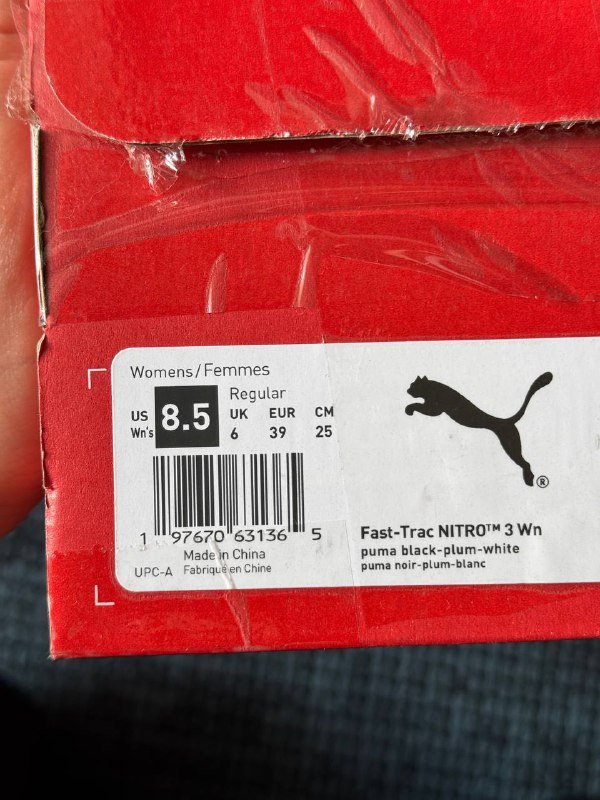 Womens/Femmes
Regular
US UK EUR CM
Wn's 8.5 6 39 25
1 97670 63136 5
Made in China
UPC-A Fabriqué en Chine
®
Fast-Trac NITRO™ 3 Wn
puma black-plum-white
puma noir-plum-blanc